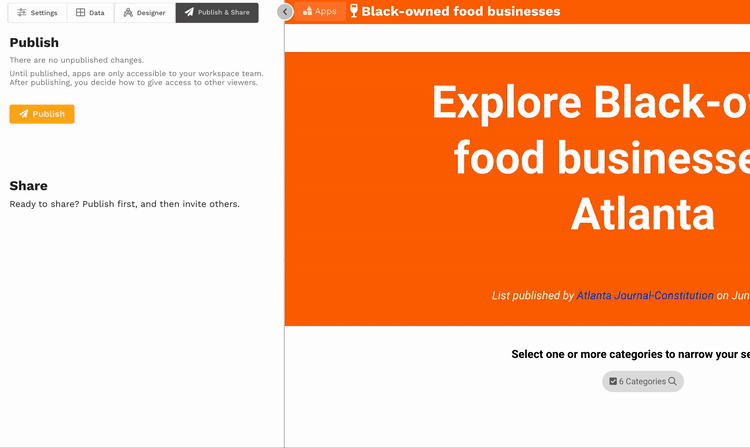 Settings
Data
Designer
Publish & Share
Apps
Black-owned food businesses
Publish
There are no unpublished changes.
Until published, apps are only accessible to your workspace team.
After publishing, you decide how to give access to other viewers.
Publish
Share
Ready to share? Publish first, and then invite others.
Explore Black-o
food businesse
Atlanta
List published by Atlanta Journal-Constitution on Jun
Select one or more categories to narrow your se
6 Categories